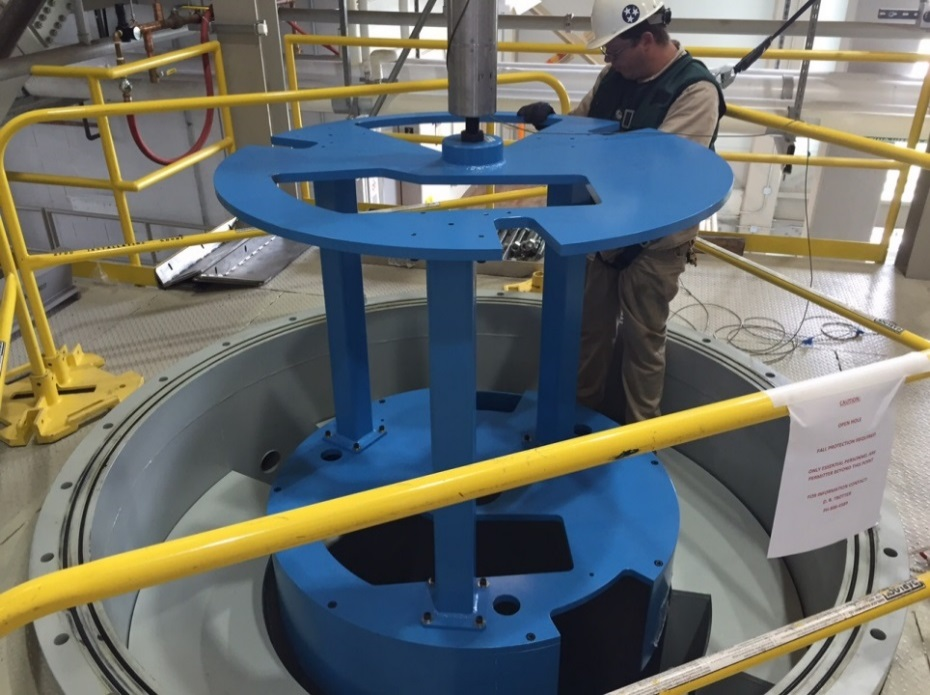 CAUTION:
OPEN HOLE
FALL PROTECTION REQUIRED
ONLY ESSENTIAL PERSONNEL ARE
PERMITTED BEYOND THIS POINT
FOR INFORMATION CONTACT